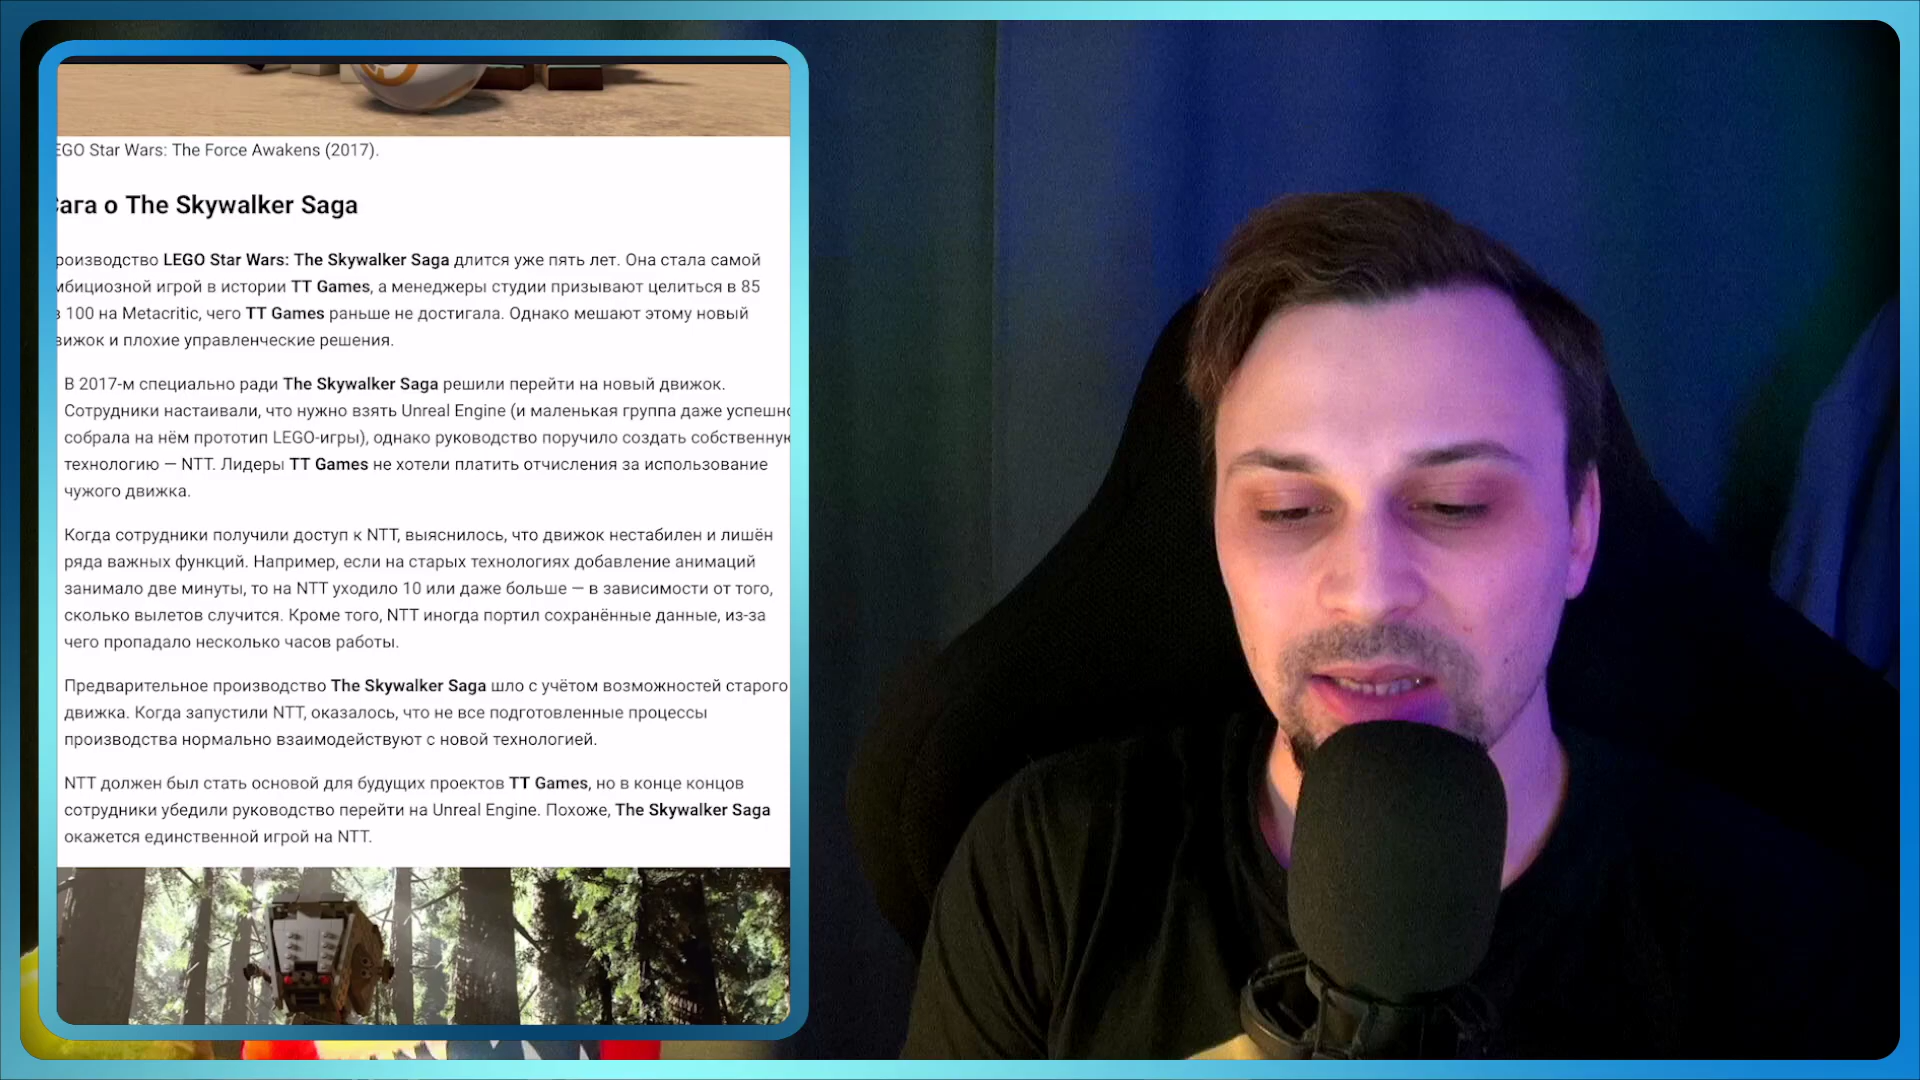 EGO Star Wars: The Force Awakens (2017).
Сага о The Skywalker Saga
роизводство LEGO Star Wars: The Skywalker Saga длится уже пять лет. Она стала самой
мбициозной игрой в истории TT Games, а менеджеры студии призывают целиться в 85
з 100 на Metacritic, чего TT Games раньше не достигала. Однако мешают этому новый
вижок и плохие управленческие решения.
В 2017-м специально ради The Skywalker Saga решили перейти на новый движок.
Сотрудники настаивали, что нужно взять Unreal Engine (и маленькая группа даже успешно
собрала на нём прототип LEGO-игры), однако руководство поручило создать собственную
технологию — NTT. Лидеры TT Games не хотели платить отчисления за использование
чужого движка.
Когда сотрудники получили доступ к NTT, выяснилось, что движок нестабилен и лишён
ряда важных функций. Например, если на старых технологиях добавление анимаций
занимало две минуты, то на NTT уходило 10 или даже больше — в зависимости от того,
сколько вылетов случится. Кроме того, NTT иногда портил сохранённые данные, из-за
чего пропадало несколько часов работы.
Предварительное производство The Skywalker Saga шло с учётом возможностей старого
движка. Когда запустили NTT, оказалось, что не все подготовленные процессы
производства нормально взаимодействуют с новой технологией.
NTT должен был стать основой для будущих проектов TT Games, но в конце концов
сотрудники убедили руководство перейти на Unreal Engine. Похоже, The Skywalker Saga
окажется единственной игрой на NTT.